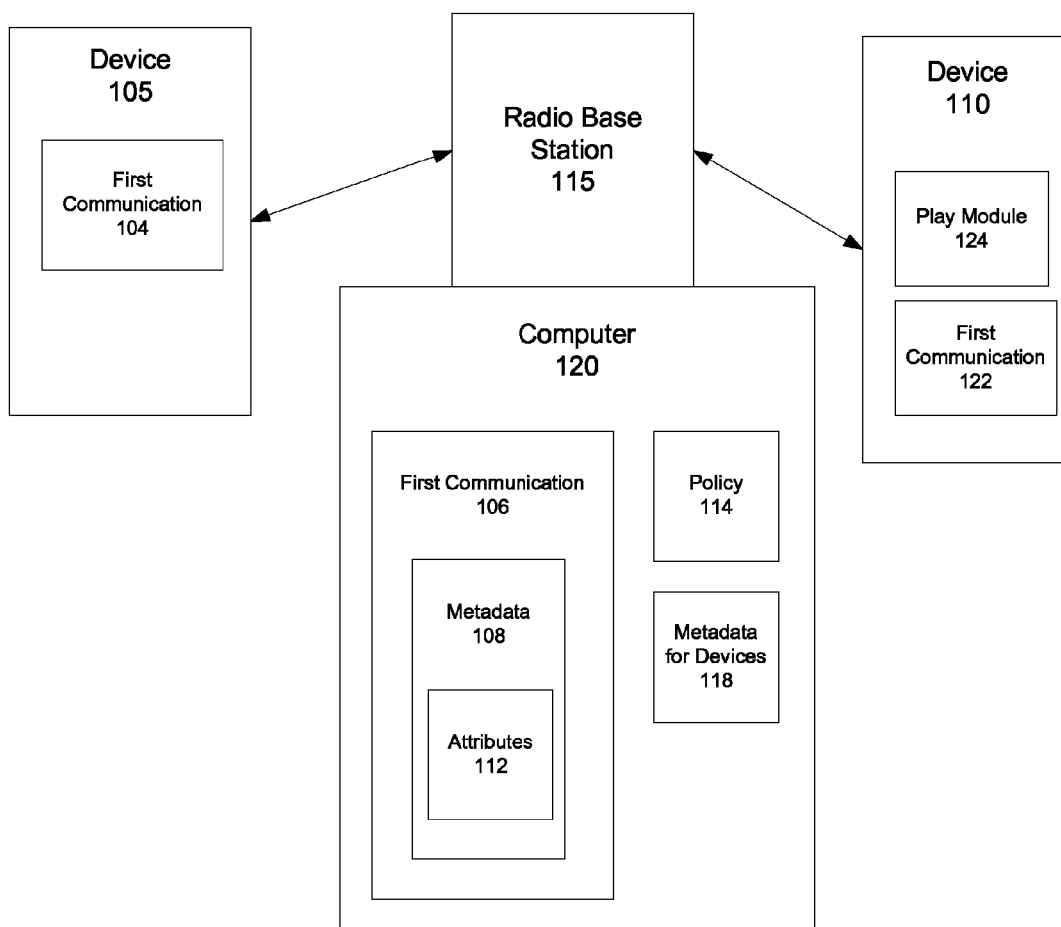 Device
105
First
Communication
104
Radio Base
Station
115
Device
110
Play Module
124
First
Communication
122
Computer
120
First Communication
106
Metadata
108
Attributes
112
Policy
114
Metadata
for Devices
118